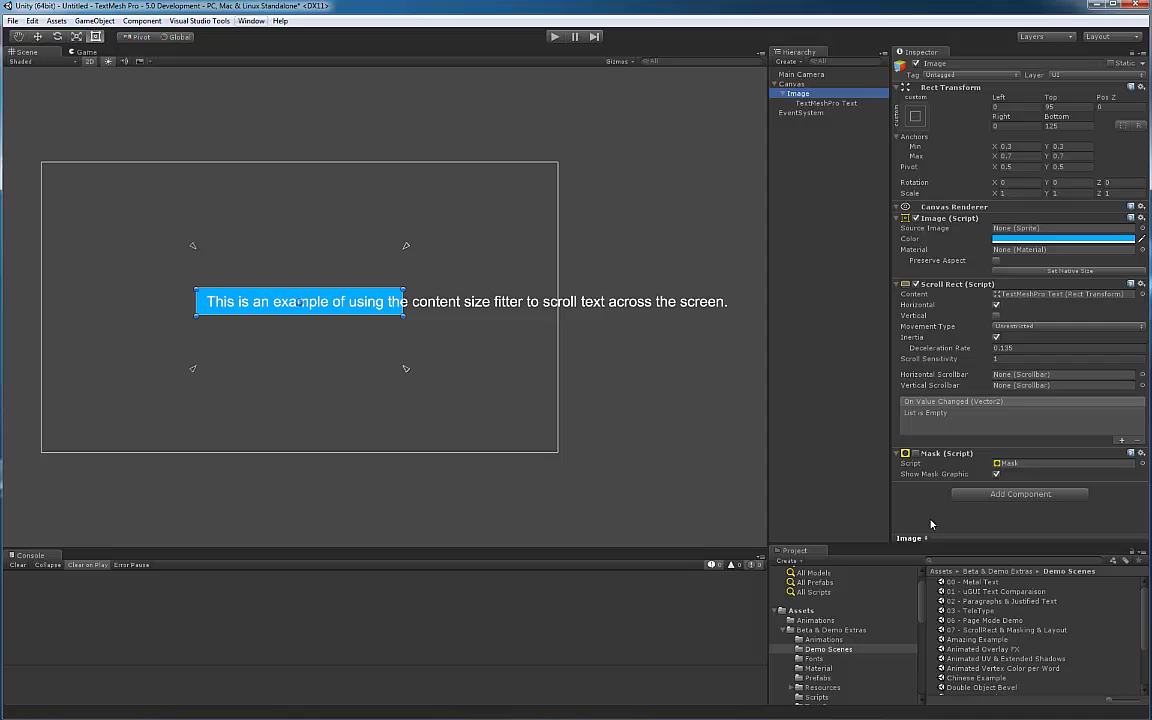 Unity (64bit) - Untitled - TextMesh Pro - 5.0 Development - PC, Mac & Linux Standalone* <DX11>
File Edit Assets GameObject Component Visual Studio Tools Window Help
Pivot Global Layers Layout
Scene Game
Shaded 2D Gizmos All
This is an example of using the content size fitter to scroll text across the screen.
Hierarchy
Create All
Main Camera
Canvas
Image
TextMeshPro Text
EventSystem
Inspector
Image Static
Tag Untagged Layer UI
Rect Transform
custom Left Top Pos Z
custom 0 95 0
Right Bottom
0 125 R
Anchors
Min X 0.3 Y 0.3
Max X 0.7 Y 0.7
Pivot X 0.5 Y 0.5
Rotation X 0 Y 0 Z 0
Scale X 1 Y 1 Z 1
Canvas Renderer
Image (Script)
Source Image None (Sprite)
Color
Material None (Material)
Preserve Aspect
Set Native Size
Scroll Rect (Script)
Content TextMeshPro Text (Rect Transform)
Horizontal
Vertical
Movement Type Unrestricted
Inertia
Deceleration Rate 0.135
Scroll Sensitivity 1
Horizontal Scrollbar None (Scrollbar)
Vertical Scrollbar None (Scrollbar)
On Value Changed (Vector2)
List is Empty
Mask (Script)
Script Mask
Show Mask Graphic
Add Component
Image
Console
Clear Collapse Clear on Play Error Pause 0 0 0
Project
Create
All Models
All Prefabs
All Scripts
Assets
Animations
Beta & Demo Extras
Animations
Demo Scenes
Fonts
Material
Prefabs
Resources
Scripts
Assets Beta & Demo Extras Demo Scenes
00 - Metal Text
01 - uGUI Text Comparaison
02 - Paragraphs & Justified Text
03 - TeleType
06 - Page Mode Demo
07 - ScrollRect & Masking & Layout
Amazing Example
Animated Overlay FX
Animated UV & Extended Shadows
Animated Vertex Color per Word
Chinese Example
Double Object Bevel